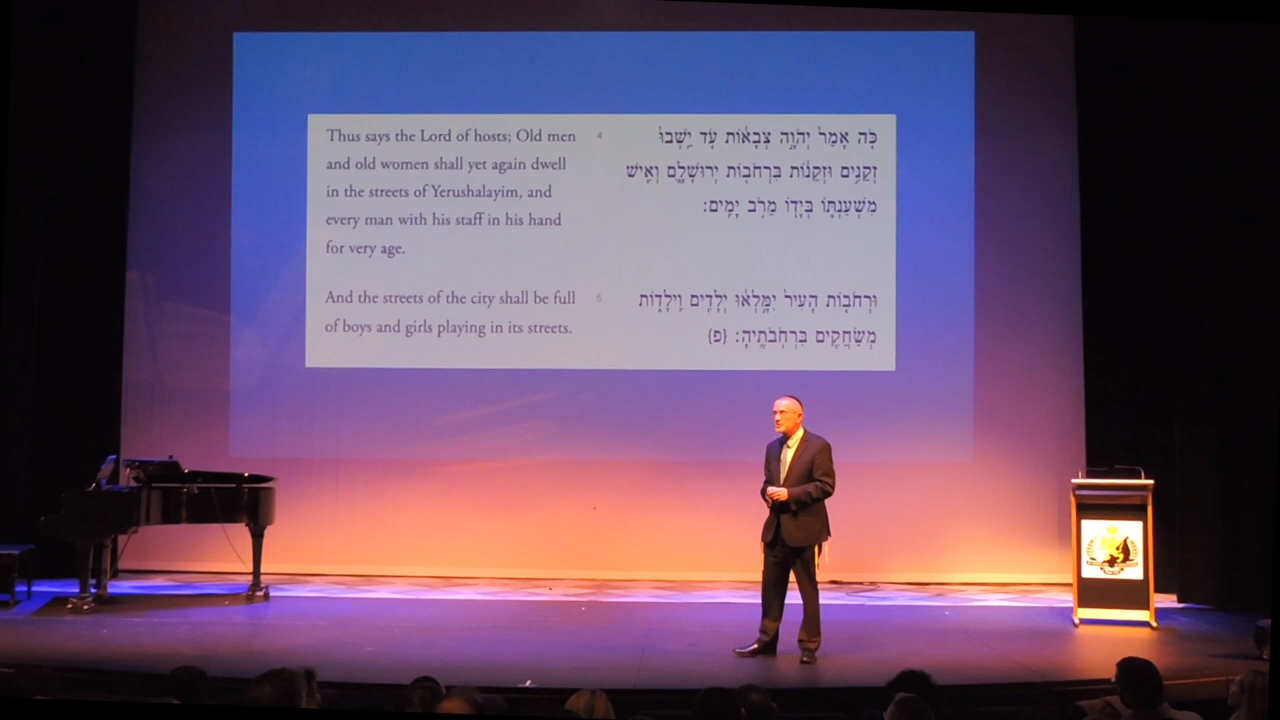 Thus says the Lord of hosts; Old men
and old women shall yet again dwell
in the streets of Yerushalayim, and
every man with his staff in his hand
for very age.
4
כֹּה אָמַר יְהוָה צְבָאוֹת עֹד יֵשְׁבוּ
זְקֵנִים וּזְקֵנוֹת בִּרְחֹבוֹת יְרוּשָׁלִָם וְאִישׁ
מִשְׁעַנְתּוֹ בְּיָדוֹ מֵרֹב יָמִים׃
And the streets of the city shall be full
of boys and girls playing in its streets.
וּרְחֹבוֹת הָעִיר יִמָּלְאוּ יְלָדִים וִילָדוֹת
מְשַׂחֲקִים בִּרְחֹבֹתֶיהָ׃ {פ}